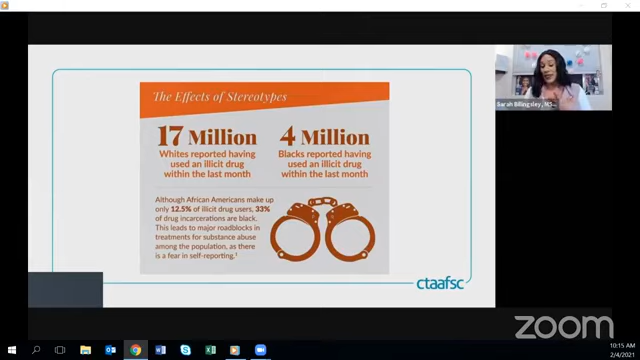 The Effects of Stereotypes
17 Million
Whites reported having
used an illicit drug
within the last month
4 Million
Blacks reported having
used an illicit drug
within the last month
Although African Americans make up
only 12.5% of illicit drug users, 33%
of drug incarcerations are black.
This leads to major roadblocks in
treatments for substance abuse
among the population, as there
is a fear in self-reporting.1
ctaafsc
Sarah Billingsley,
zoom
10:15 AM
2/4/2021